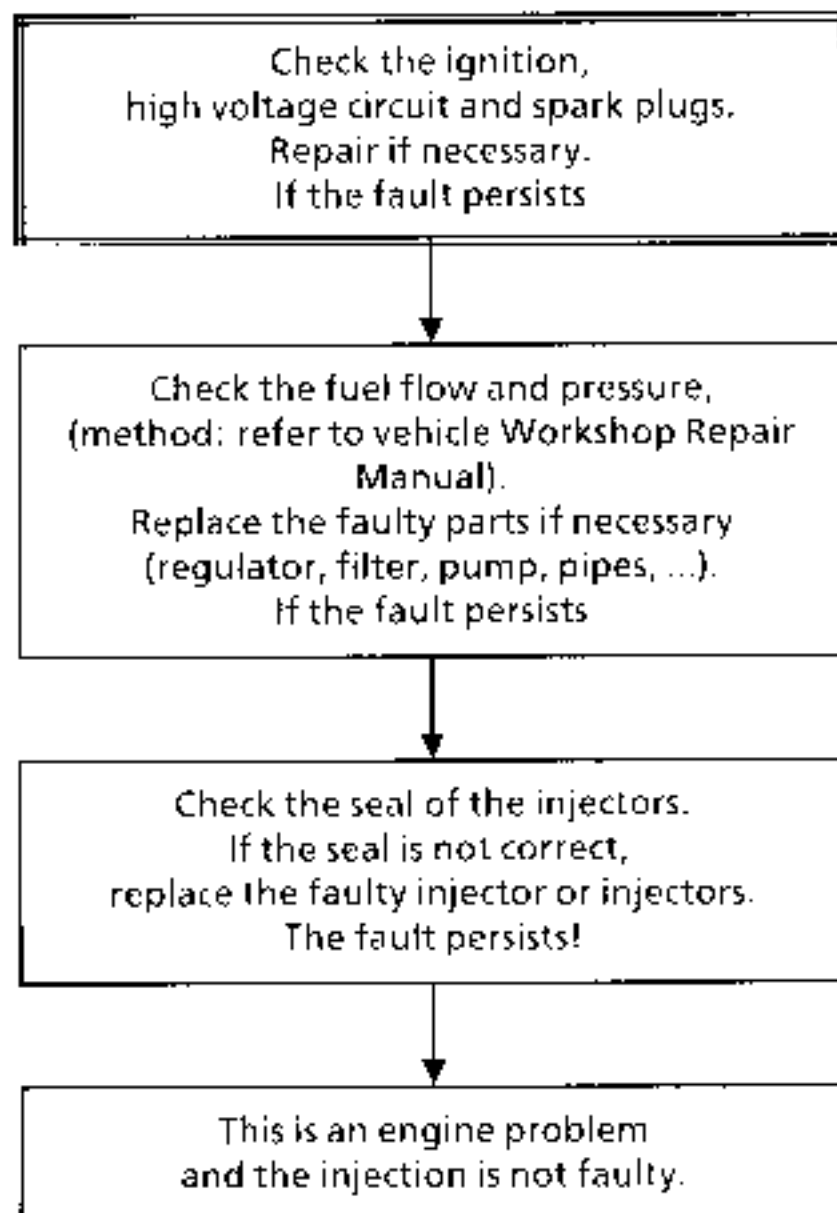 Check the ignition,
high voltage circuit and spark plugs.
Repair if necessary.
If the fault persists
Check the fuel flow and pressure,
(method: refer to vehicle Workshop Repair
Manual).
Replace the faulty parts if necessary
(regulator, filter, pump, pipes, ...).
If the fault persists
Check the seal of the injectors.
If the seal is not correct,
replace the faulty injector or injectors.
The fault persists!
This is an engine problem
and the injection is not faulty.